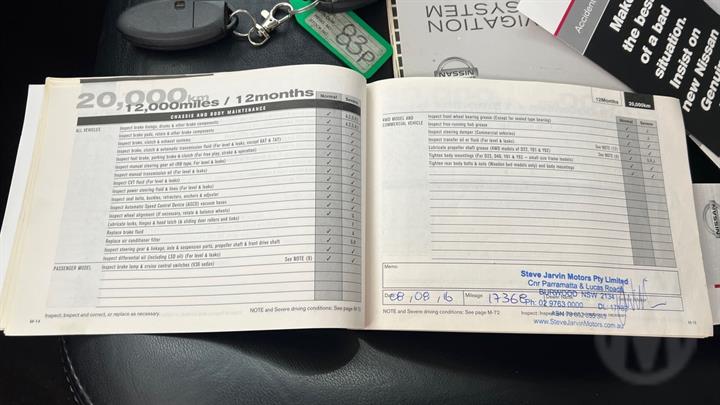 83P
NAVIGATION
SYSTEM
NISSAN
Accident
Make
the best
of a bad
situation.
Insist on
new Nissan
Genuine
20,000km
12,000miles / 12months
CHASSIS AND BODY MAINTENANCE
Normal Severe
ALL VEHICLES
Inspect brake linings, drums & other brake components
Inspect brake pads, rotors & other brake components
Inspect brake, clutch & exhaust systems
Inspect brake, clutch & automatic transmission fluid (For level & leaks, except RAT & 7AT)
Inspect foot brake, parking brake & clutch (For free play, stroke & operation)
Inspect manual steering gear oil (RB type, For level & leaks)
Inspect manual transmission oil (For level & leaks)
Inspect CVT fluid (For level & leaks)
Inspect power steering fluid & lines (For level & leaks)
Inspect seat belts, buckles, retractors, anchors & adjuster
Inspect Automatic Speed Control Device (ASCD) vacuum hoses
Inspect wheel alignment (If necessary, rotate & balance wheels)
Lubricate locks, hinges & hood latch (& sliding door rollers and links)
Replace brake fluid
Replace air conditioner filter
Inspect steering gear & linkage, axle & suspension parts, propeller shaft & front drive shaft
Inspect differential oil (including LSD oil) (For level & leaks)
PASSENGER MODEL
Inspect brake lamp & cruise control switches (V36 sedan) See NOTE (9)
NOTE and Severe driving conditions: See page M-72
M-14 Inspect: Inspect and correct, or replace as necessary.
12Months 20,000km
Normal Severe
4WD MODEL AND
COMMERCIAL VEHICLE
Inspect front wheel bearing grease (Except for sealed type bearing)
Inspect free-running hub grease
Inspect steering damper (Commercial vehicles)
Inspect transfer oil or fluid (For level & leaks)
Lubricate propeller shaft grease (4WD models of D22, Y61 & Y62) See NOTE
Tighten body mountings (For D22, D40, Y61 & Y62 – small size frame models) See NOTE
Tighten rear body bolts & nuts (Wooden bed models only) and body mountings
Memo:
Steve Jarvin Motors Pty Limited
Cnr Parramatta & Lucas Roads
BURWOOD NSW 2134
Date 08, 08, 16 Mileage 17368
Ph: 02 9763 0000 DL:
NOTE and Severe driving conditions: See page M-72
ABN
www.SteveJarvinMotors.com.au
M-15
NISSAN
M